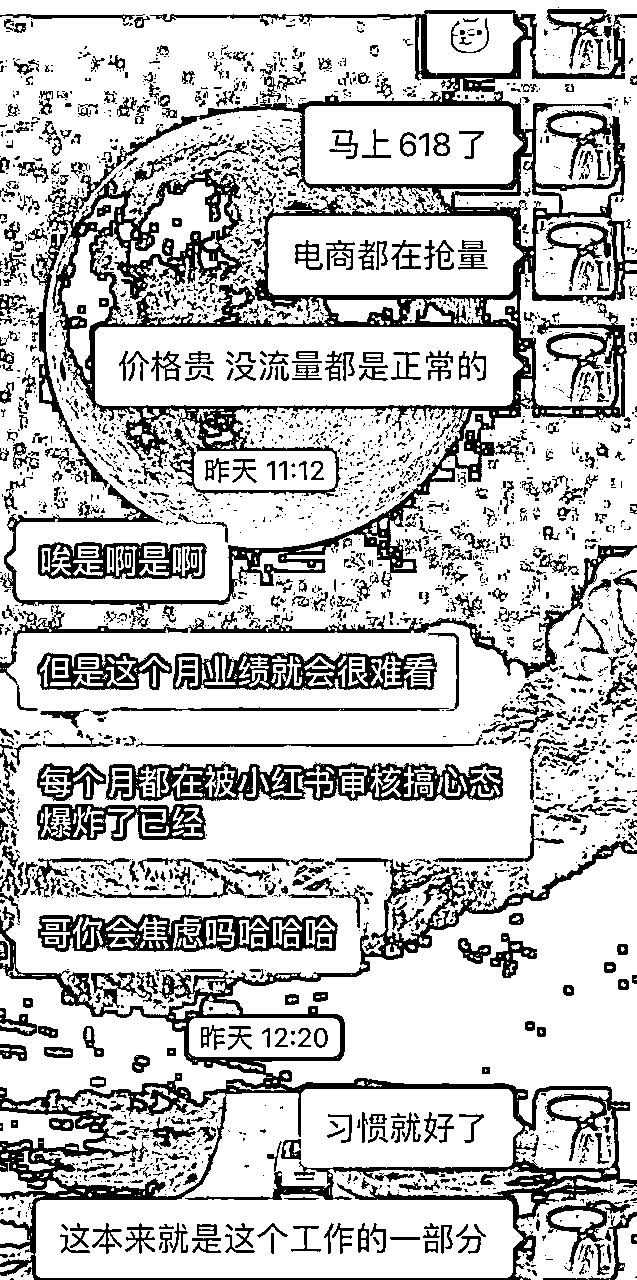 马上 618 了
电商都在抢量
价格贵 没流量都是正常的
昨天 11:12
唉是啊是啊
但是这个月业绩就会很难看
每个月都在被小红书审核搞心态
爆炸了已经
哥你会焦虑吗哈哈哈
昨天 12:20
习惯就好了
这本来就是这个工作的一部分